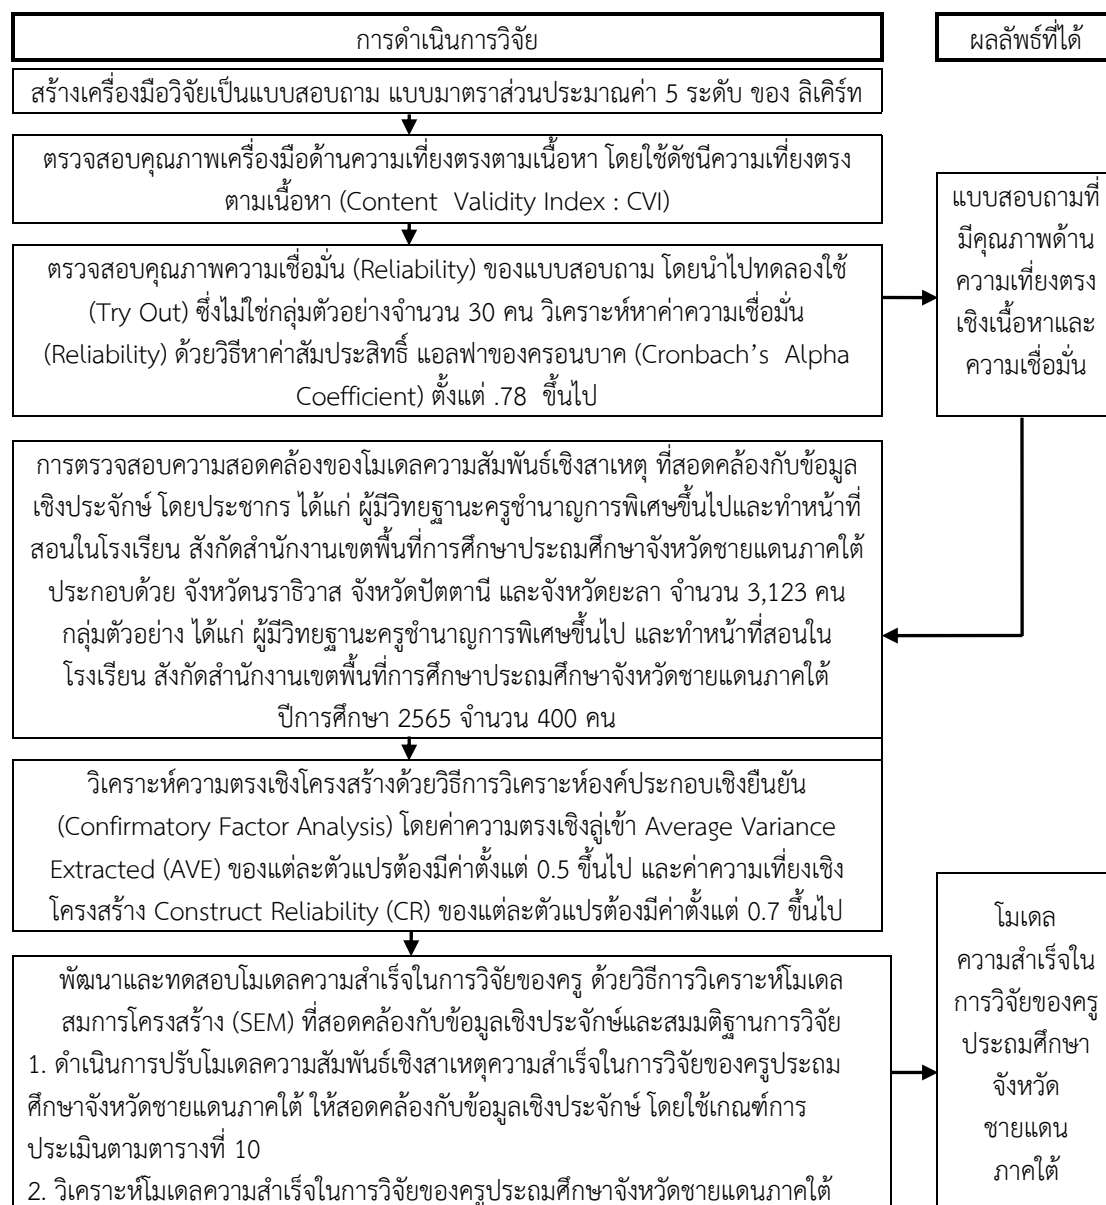 การดำเนินการวิจัย
ผลลัพธ์ที่ได้
สร้างเครื่องมือวิจัยเป็นแบบสอบถาม แบบมาตราส่วนประมาณค่า 5 ระดับ ของ ลิเคิร์ท
ตรวจสอบคุณภาพเครื่องมือด้านความเที่ยงตรงตามเนื้อหา โดยใช้ดัชนีความเที่ยงตรง
ตามเนื้อหา (Content Validity Index : CVI)
ตรวจสอบคุณภาพความเชื่อมั่น (Reliability) ของแบบสอบถาม โดยนำไปทดลองใช้
(Try Out) ซึ่งไม่ใช่กลุ่มตัวอย่างจำนวน 30 คน วิเคราะห์หาค่าความเชื่อมั่น
(Reliability) ด้วยวิธีหาค่าสัมประสิทธิ์ แอลฟาของครอนบาค (Cronbach’s Alpha
Coefficient) ตั้งแต่ .78 ขึ้นไป
แบบสอบถามที่
มีคุณภาพด้าน
ความเที่ยงตรง
เชิงเนื้อหาและ
ความเชื่อมั่น
การตรวจสอบความสอดคล้องของโมเดลความสัมพันธ์เชิงสาเหตุ ที่สอดคล้องกับข้อมูล
เชิงประจักษ์ โดยประชากร ได้แก่ ผู้มีวิทยฐานะครูชำนาญการพิเศษขึ้นไปและทำหน้าที่
สอนในโรงเรียน สังกัดสำนักงานเขตพื้นที่การศึกษาประถมศึกษาจังหวัดชายแดนภาคใต้
ประกอบด้วย จังหวัดนราธิวาส จังหวัดปัตตานี และจังหวัดยะลา จำนวน 3,123 คน
กลุ่มตัวอย่าง ได้แก่ ผู้มีวิทยฐานะครูชำนาญการพิเศษขึ้นไป และทำหน้าที่สอนใน
โรงเรียน สังกัดสำนักงานเขตพื้นที่การศึกษาประถมศึกษาจังหวัดชายแดนภาคใต้
ปีการศึกษา 2565 จำนวน 400 คน
วิเคราะห์ความตรงเชิงโครงสร้างด้วยวิธีการวิเคราะห์องค์ประกอบเชิงยืนยัน
(Confirmatory Factor Analysis) โดยค่าความตรงเชิงลู่เข้า Average Variance
Extracted (AVE) ของแต่ละตัวแปรต้องมีค่าตั้งแต่ 0.5 ขึ้นไป และค่าความเที่ยงเชิง
โครงสร้าง Construct Reliability (CR) ของแต่ละตัวแปรต้องมีค่าตั้งแต่ 0.7 ขึ้นไป
พัฒนาและทดสอบโมเดลความสำเร็จในการวิจัยของครู ด้วยวิธีการวิเคราะห์โมเดล
สมการโครงสร้าง (SEM) ที่สอดคล้องกับข้อมูลเชิงประจักษ์และสมมติฐานการวิจัย
1. ดำเนินการปรับโมเดลความสัมพันธ์เชิงสาเหตุความสำเร็จในการวิจัยของครูประถม
ศึกษาจังหวัดชายแดนภาคใต้ ให้สอดคล้องกับข้อมูลเชิงประจักษ์ โดยใช้เกณฑ์การ
ประเมินตามตารางที่ 10
2. วิเคราะห์โมเดลความสำเร็จในการวิจัยของครูประถมศึกษาจังหวัดชายแดนภาคใต้
โมเดล
ความสำเร็จใน
การวิจัยของครู
ประถมศึกษา
จังหวัด
ชายแดน
ภาคใต้